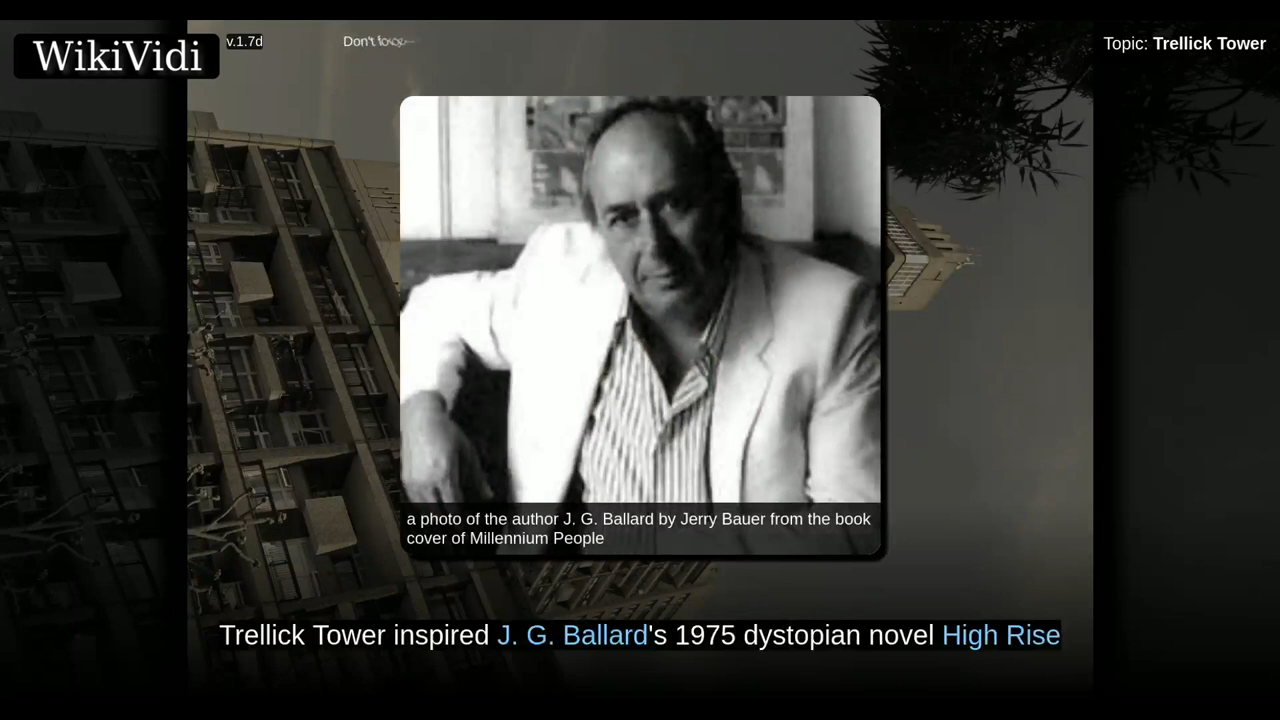 WikiVidi
v.1.7d
Don't
Topic: Trellick Tower
a photo of the author J. G. Ballard by Jerry Bauer from the book
cover of Millennium People
Trellick Tower inspired J. G. Ballard's 1975 dystopian novel High Rise